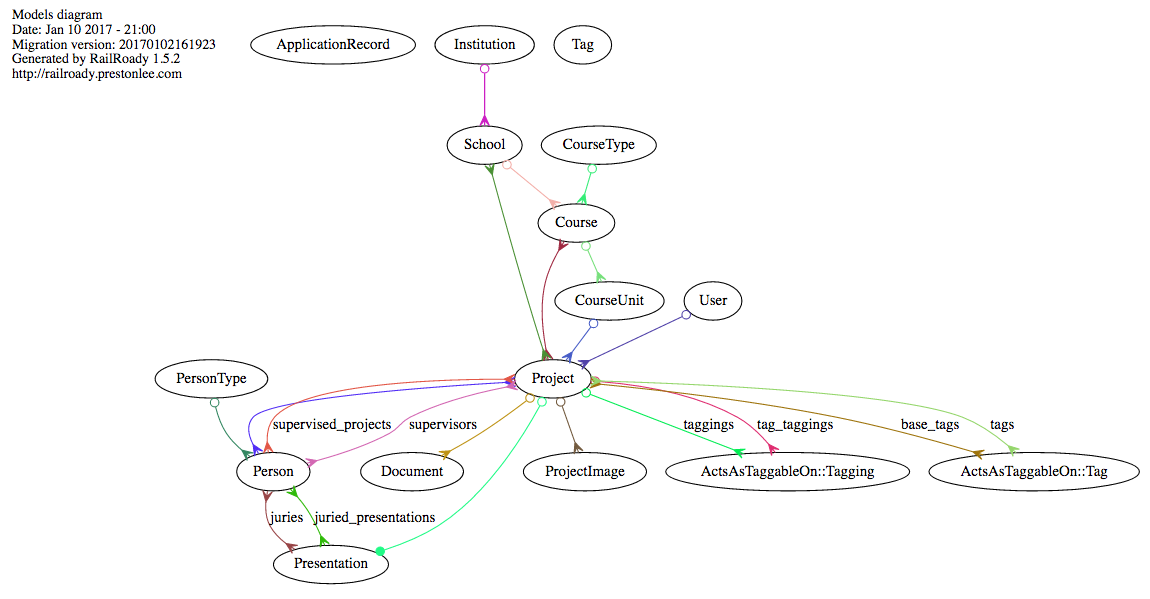 Models diagram
Date: Jan 10 2017 - 21:00
Migration version: 20170102161923
Generated by RailRoady 1.5.2
http://railroady.prestonlee.com
ApplicationRecord
Institution
Tag
School
CourseType
Course
CourseUnit
User
PersonType
Project
supervised_projects
supervisors
taggings
tag_taggings
base_tags
tags
Person
Document
ProjectImage
ActsAsTaggableOn::Tagging
ActsAsTaggableOn::Tag
juries
juried_presentations
Presentation